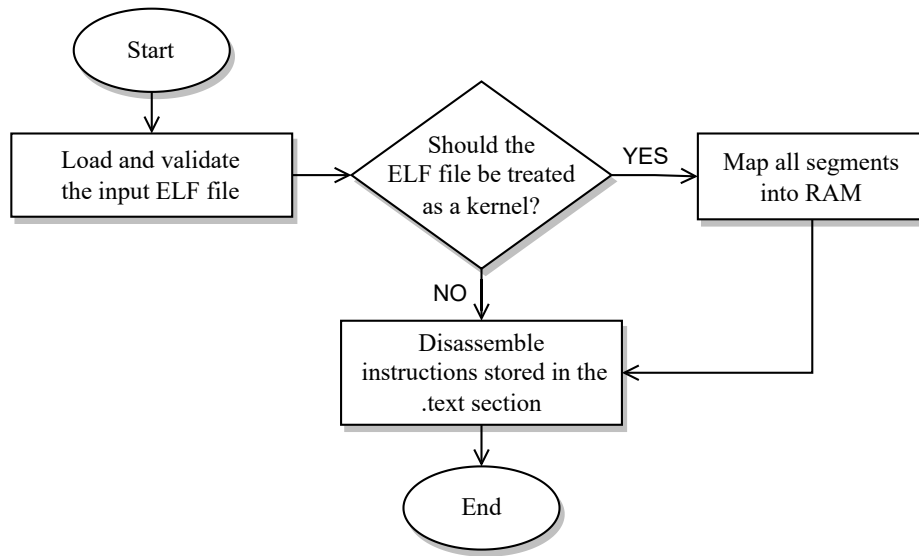 Start
Load and validate
the input ELF file
Should the
ELF file be treated
as a kernel?
YES
Map all segments
into RAM
NO
Disassemble
instructions stored in the
.text section
End